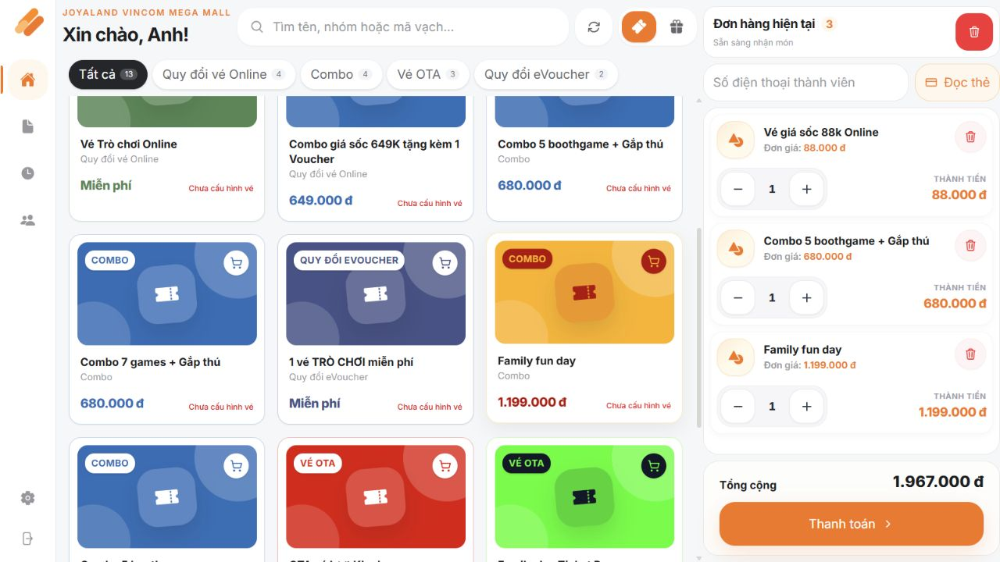 JOYALAND VINCOM MEGA MALL
Xin chào, Anh!
Tìm tên, nhóm hoặc mã vạch...
Tất cả 13
Quy đổi vé Online 4
Combo 4
Vé OTA 3
Quy đổi eVoucher 2
Vé Trò chơi Online
Quy đổi vé Online
Miễn phí
Chưa cấu hình vé
Combo giá sốc 649K tặng kèm 1
Voucher
Quy đổi vé Online
649.000 đ
Chưa cấu hình vé
Combo 5 boothgame + Gắp thú
Combo
680.000 đ
Chưa cấu hình vé
COMBO
Combo 7 games + Gắp thú
Combo
680.000 đ
Chưa cấu hình vé
QUY ĐỔI EVOUCHER
1 vé TRÒ CHƠI miễn phí
Quy đổi eVoucher
Miễn phí
Chưa cấu hình vé
COMBO
Family fun day
Combo
1.199.000 đ
Chưa cấu hình vé
COMBO
VÉ OTA
VÉ OTA
Đơn hàng hiện tại 3
Sẵn sàng nhận món
Số điện thoại thành viên
Đọc thẻ
Vé giá sốc 88k Online
Đơn giá: 88.000 đ
1
THÀNH TIỀN
88.000 đ
Combo 5 boothgame + Gắp thú
Đơn giá: 680.000 đ
1
THÀNH TIỀN
680.000 đ
Family fun day
Đơn giá: 1.199.000 đ
1
THÀNH TIỀN
1.199.000 đ
Tổng cộng
1.967.000 đ
Thanh toán